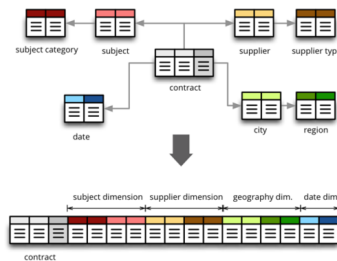 subject category
subject
supplier
supplier typ
contract
date
city
region
subject dimension
supplier dimension
geography dim.
date dim
contract